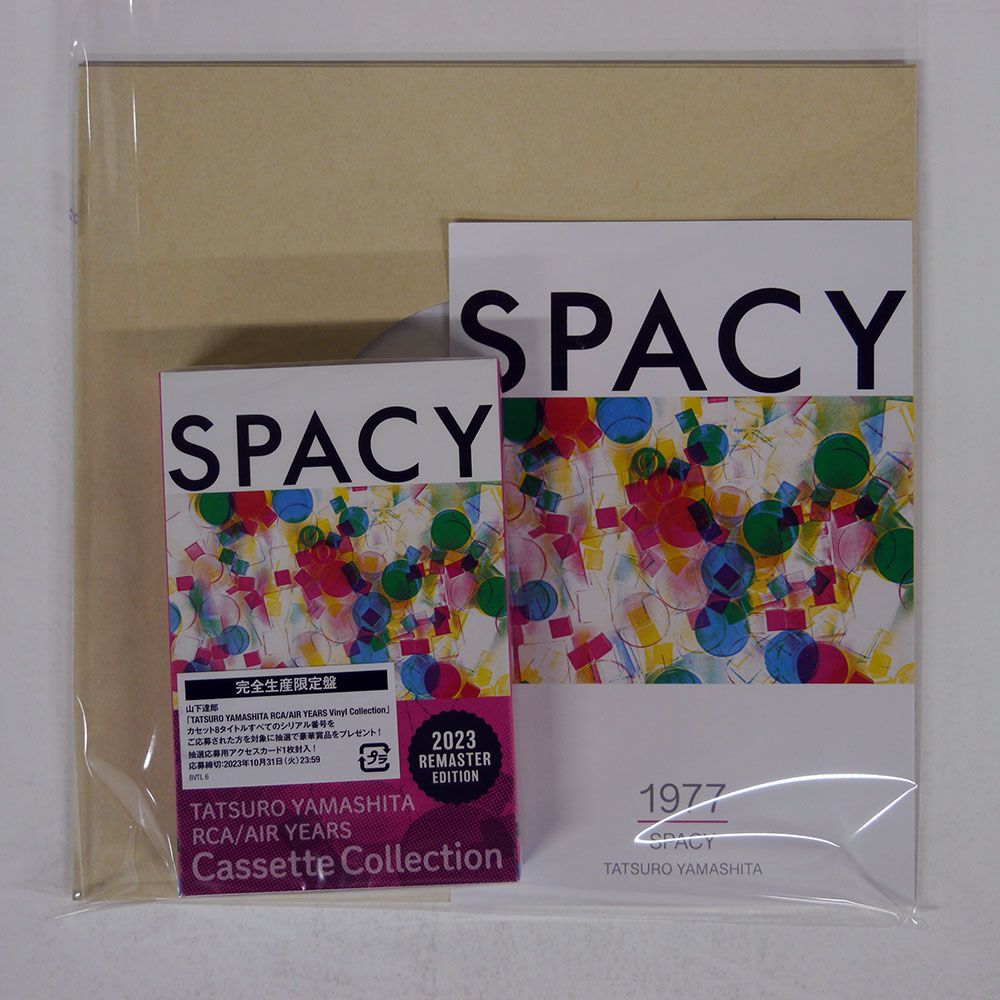 SPACY
1977
SPACY
TATSURO YAMASHITA
SPACY
完全生産限定盤
山下達郎
「TATSURO YAMASHITA RCA/AIR YEARS Vinyl Collection」
カセット8タイトルすべてのシリアル番号を
ご応募された方を対象に抽選で豪華賞品をプレゼント!
抽選応募用アクセスカード1枚封入!
応募締切:2023年10月31日(火)23:59
BVTL 6
プラ
2023
REMASTER
EDITION
TATSURO YAMASHITA
RCA/AIR YEARS
Cassette Collection